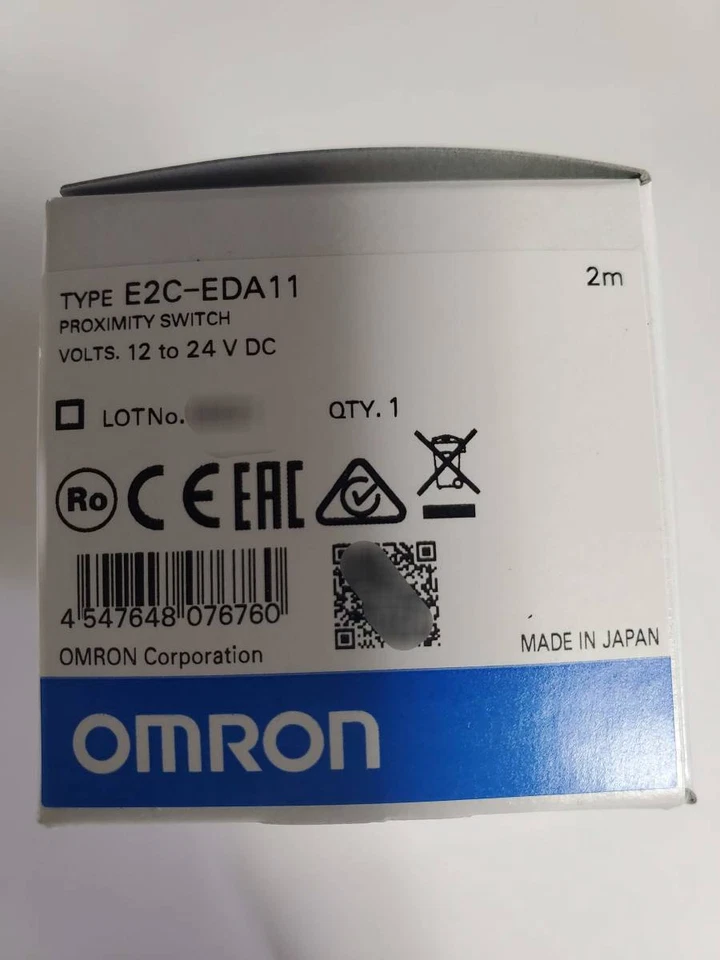 TYPE E2C-EDA11 2m
PROXIMITY SWITCH
VOLTS. 12 to 24 V DC
LOTNo. QTY. 1
Ro CE EAC
4 547648 076760
OMRON Corporation MADE IN JAPAN
OMRON